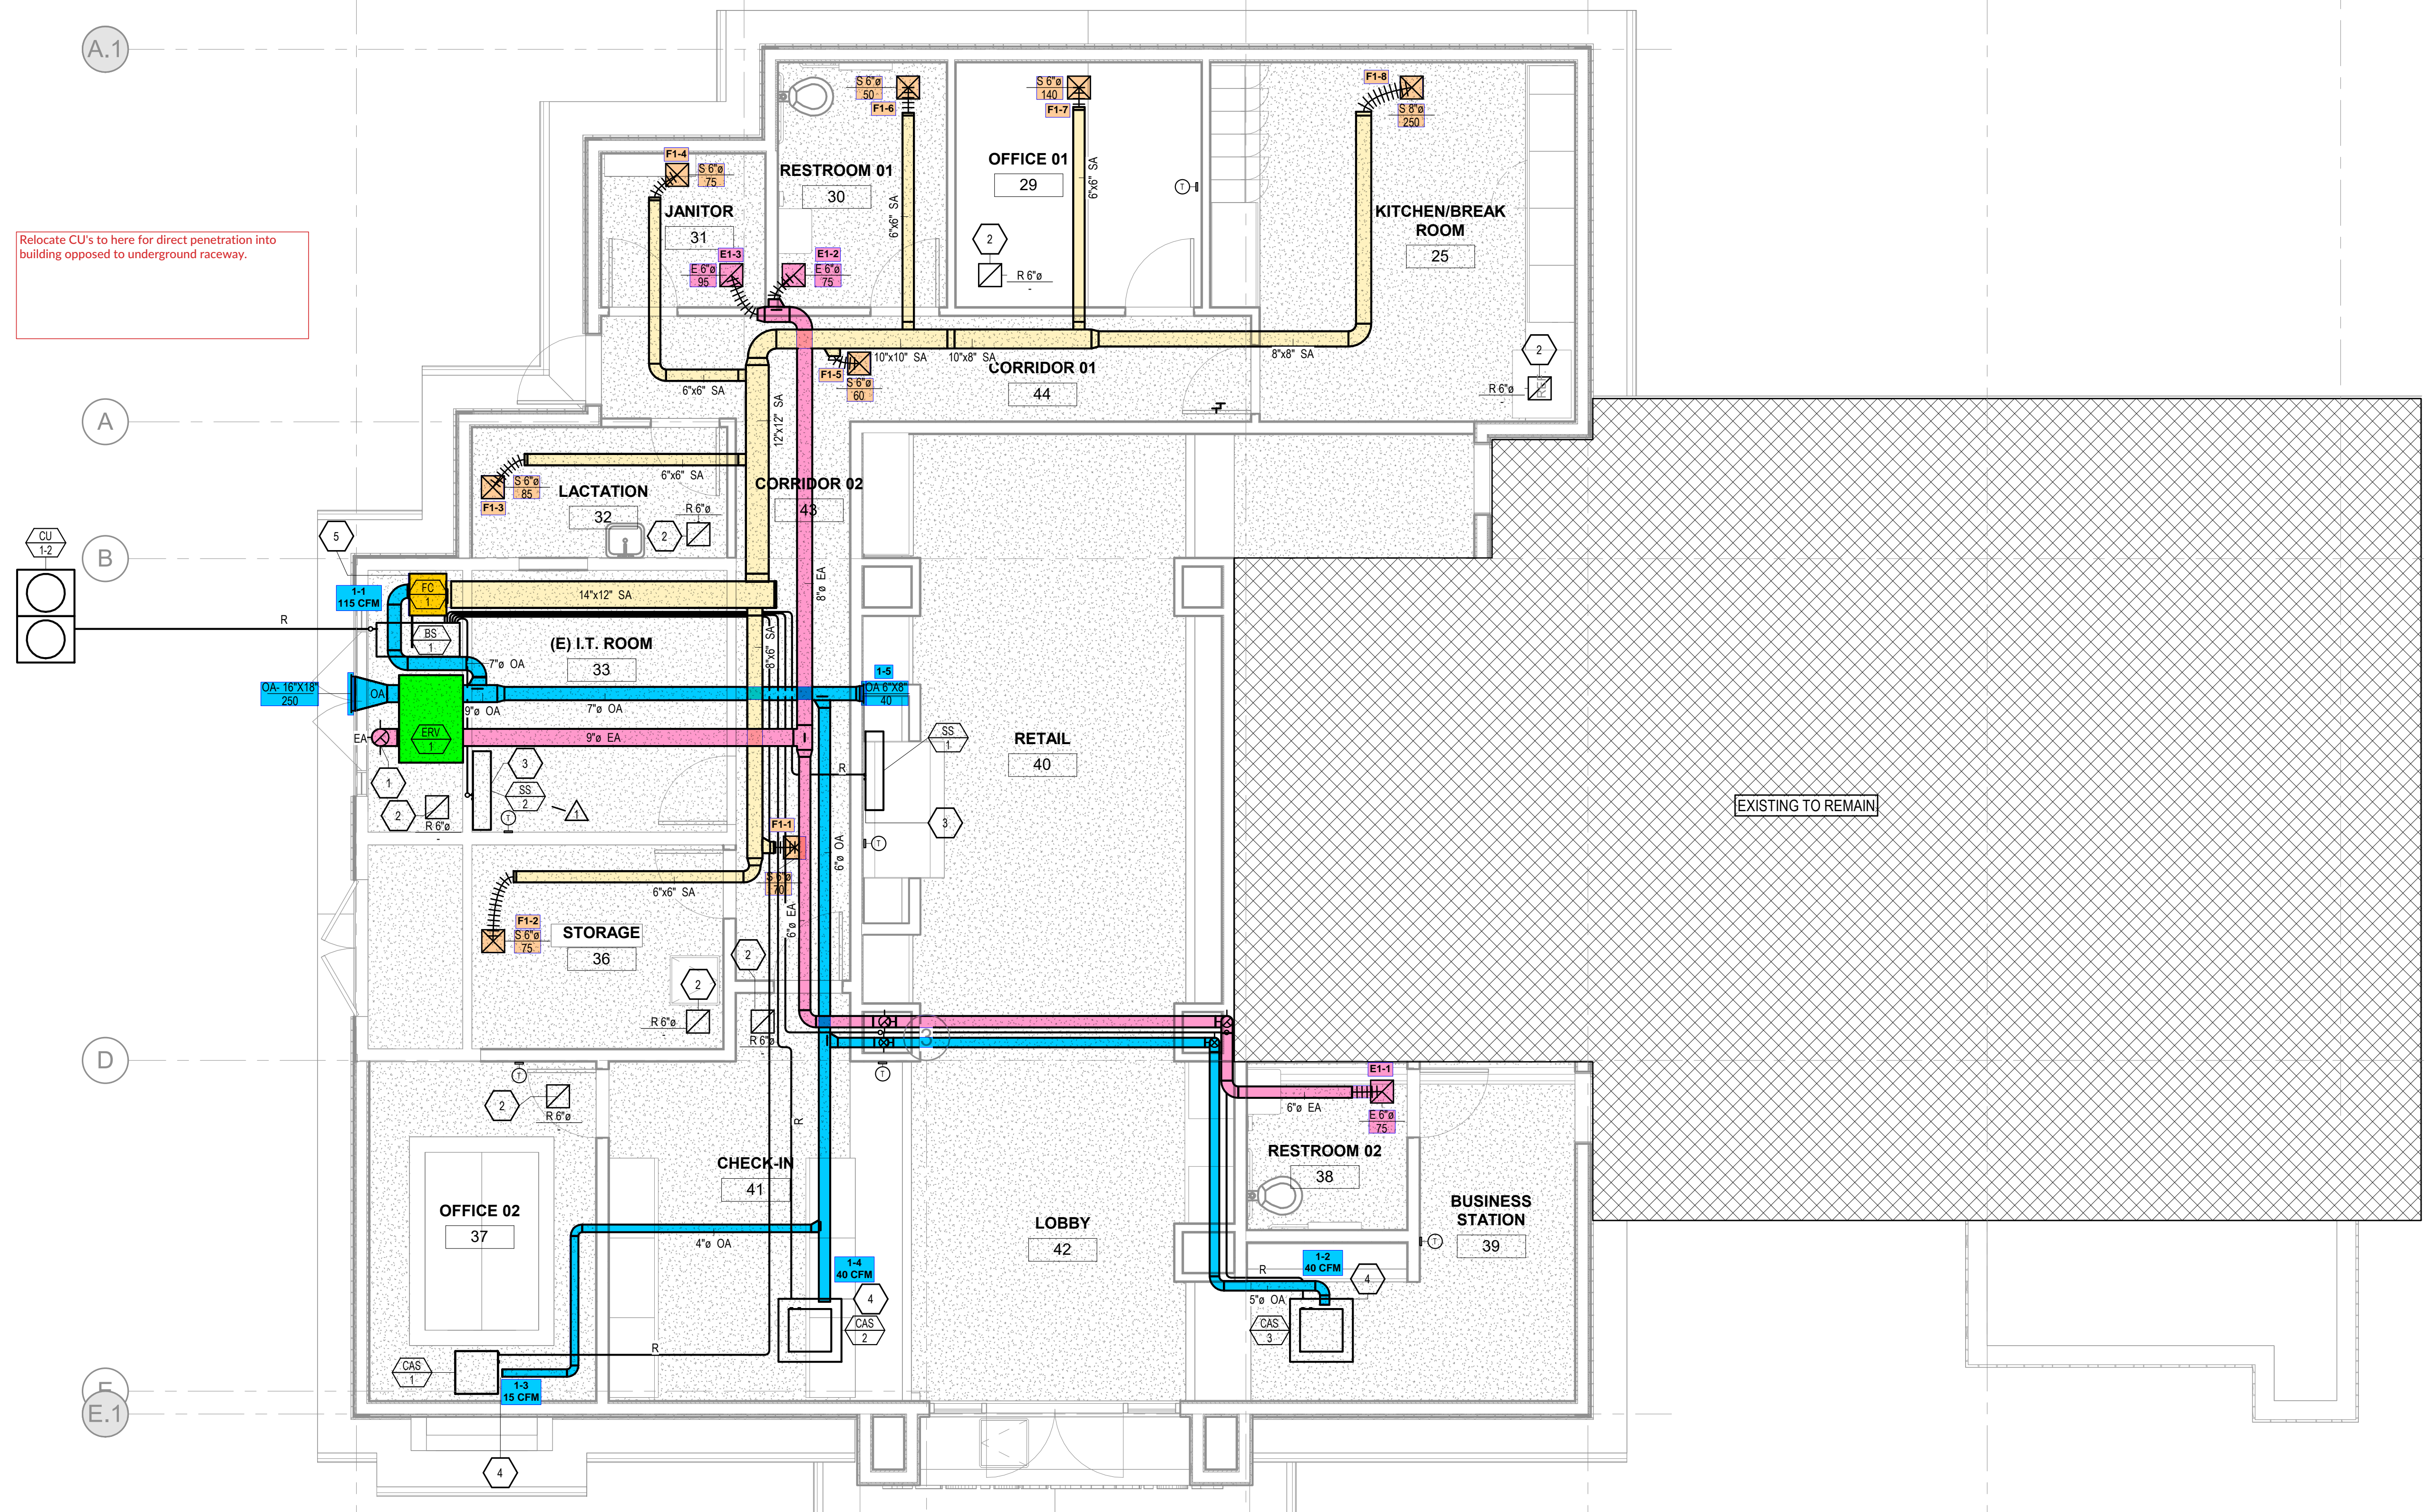 A.1
S 6"ø
50
F1-6
S 6"ø
140
F1-7
F1-8
S 8"ø
250
F1-4
S 6"ø
75
RESTROOM 01
30
OFFICE 01
29
6"x6" SA
6"x6" SA
T
JANITOR
31
KITCHEN/BREAK
ROOM
25
Relocate CU's to here for direct penetration into
building opposed to underground raceway.
E1-3
E 6"ø
95
E1-2
E 6"ø
75
2
R 6"ø
-
10"x10" SA
10"x8" SA
8"x8" SA
2
F1-5
S 6"ø
60
CORRIDOR 01
44
R 6"ø
-
6"x6" SA
12"x12" SA
A
6"x6" SA
S 6"ø
85
F1-3
LACTATION
32
CORRIDOR 02
43
R 6"ø
-
2
CU
1-2
5
B
8"ø EA
1-1
115 CFM
FC
1
14"x12" SA
R
BS
1
(E) I.T. ROOM
33
8"x6" SA
7"ø OA
1-5
OA 6"X8"
40
OA- 16"X18"
250
OA
9"ø OA
7"ø OA
EA
ERV
1
9"ø EA
SS
1
RETAIL
40
3
R
1
SS
2
1
2
R 6"ø
-
T
EXISTING TO REMAIN
F1-1
3
T
6"ø OA
S 6"ø
70
6"x6" SA
6"ø EA
F1-2
S 6"ø
75
STORAGE
36
2
2
R 6"ø
-
R 6"ø
-
3
D
T
T
2
R 6"ø
-
E1-1
6"ø EA
E 6"ø
75
R
CHECK-IN
41
RESTROOM 02
38
OFFICE 02
37
LOBBY
42
BUSINESS
STATION
39
4"ø OA
T
1-4
40 CFM
1-2
40 CFM
R
4
4
5"ø OA
CAS
2
CAS
3
R
CAS
1
1-3
15 CFM
E.1
4